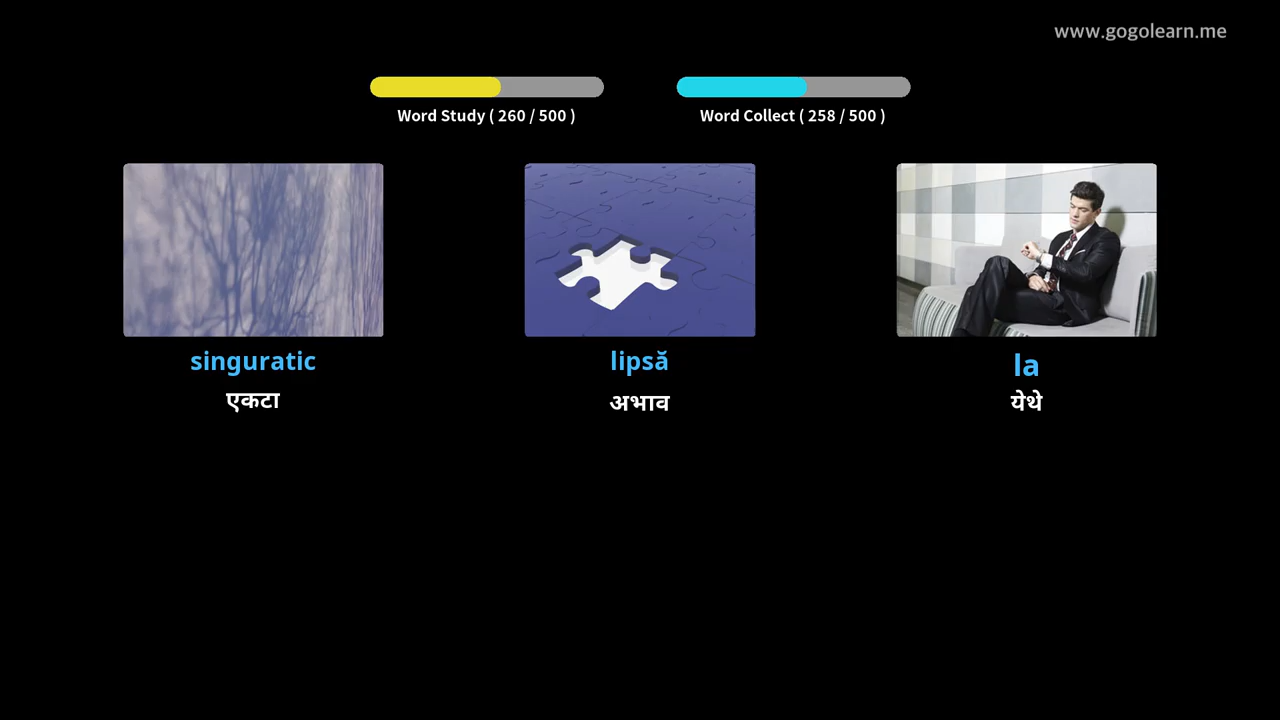 www.gogolearn.me
Word Study ( 260 / 500 )
Word Collect ( 258 / 500 )
singuratic
lipsă
la
एकटा
अभाव
येथे